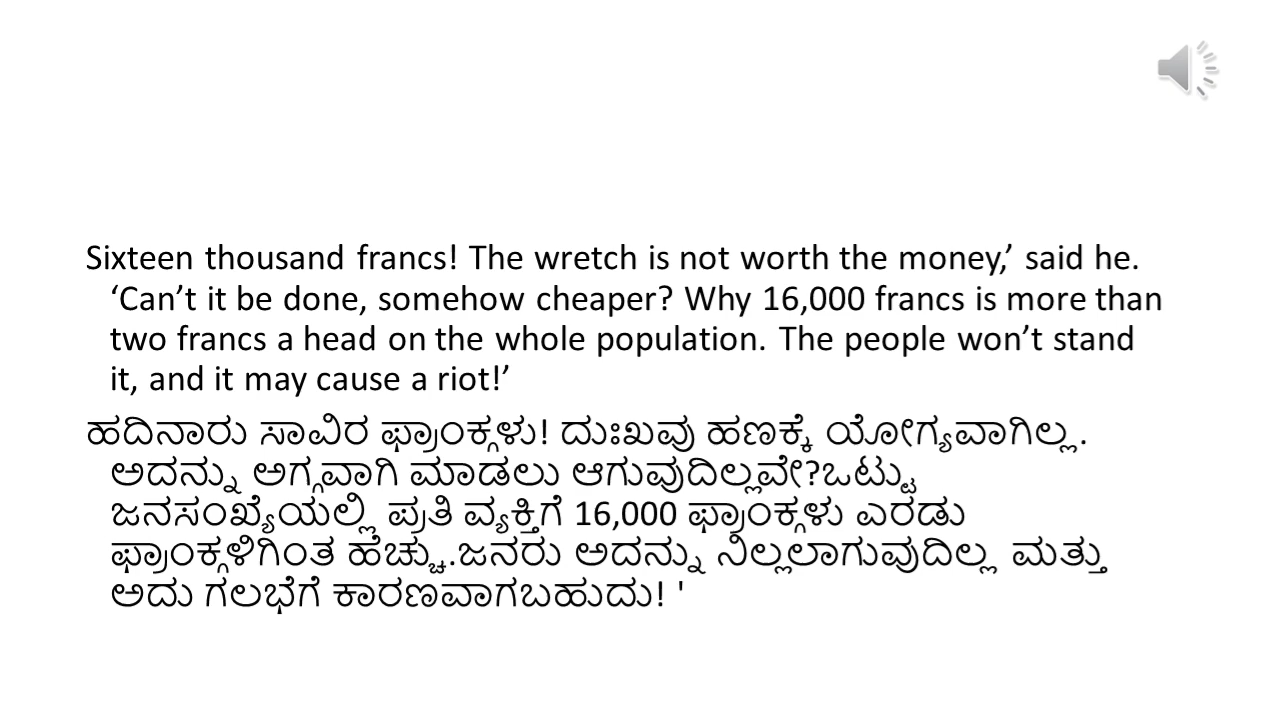 Sixteen thousand francs! The wretch is not worth the money,’ said he.
‘Can’t it be done, somehow cheaper? Why 16,000 francs is more than
two francs a head on the whole population. The people won’t stand
it, and it may cause a riot!’
ಹದಿನಾರು ಸಾವಿರ ಫ್ರಾಂಕ್ಗಳು! ದುಃಖವು ಹಣಕ್ಕೆ ಯೋಗ್ಯವಾಗಿಲ್ಲ.
ಅದನ್ನು ಅಗ್ಗವಾಗಿ ಮಾಡಲು ಆಗುವುದಿಲ್ಲವೇ?ಒಟ್ಟು
ಜನಸಂಖ್ಯೆಯಲ್ಲಿ ಪ್ರತಿ ವ್ಯಕ್ತಿಗೆ 16,000 ಫ್ರಾಂಕ್ಗಳು ಎರಡು
ಫ್ರಾಂಕ್ಗಳಿಗಿಂತ ಹೆಚ್ಚು.ಜನರು ಅದನ್ನು ನಿಲ್ಲಲಾಗುವುದಿಲ್ಲ ಮತ್ತು
ಅದು ಗಲಭೆಗೆ ಕಾರಣವಾಗಬಹುದು! '